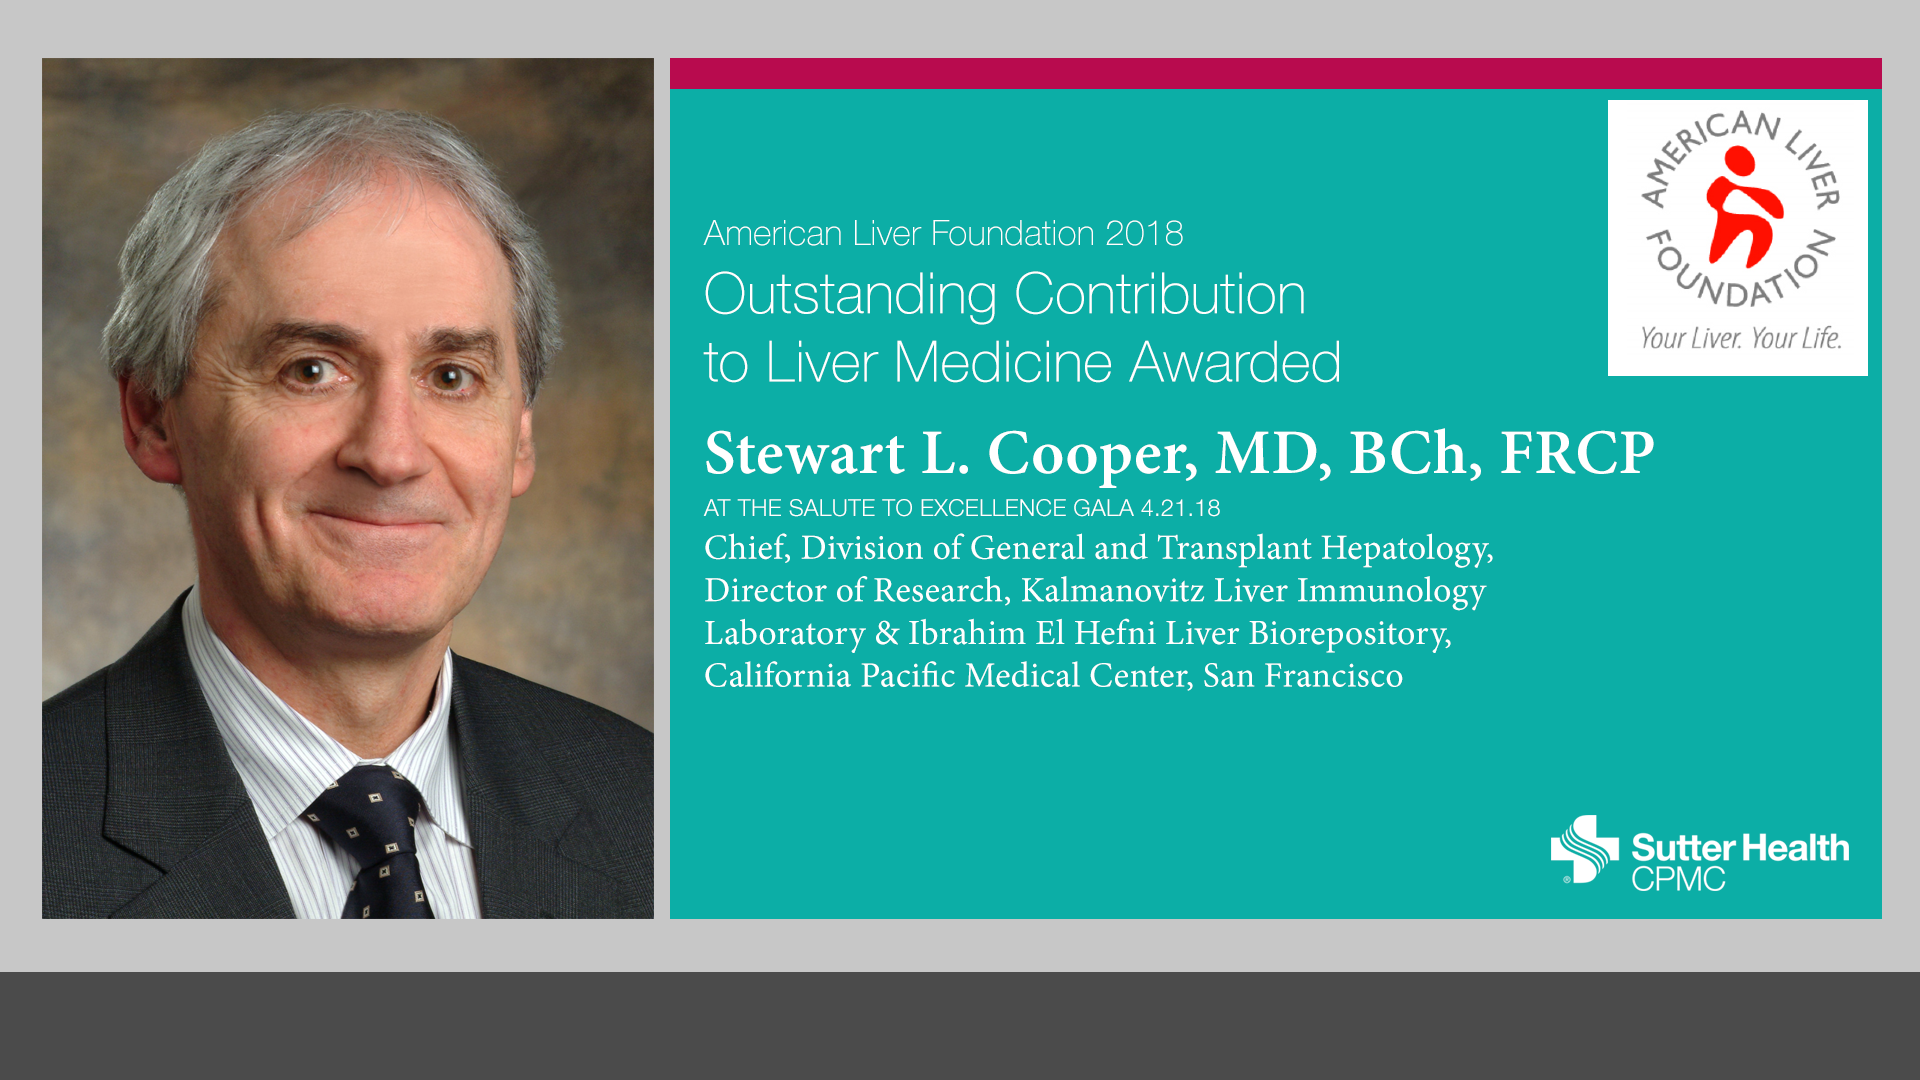 American Liver Foundation 2018
Outstanding Contribution
to Liver Medicine Awarded
Stewart L. Cooper, MD, BCh, FRCP
AT THE SALUTE TO EXCELLENCE GALA 4.21.18
Chief, Division of General and Transplant Hepatology,
Director of Research, Kalmanovitz Liver Immunology
Laboratory & Ibrahim El Hefni Liver Biorepository,
California Pacific Medical Center, San Francisco
AMERICAN LIVER
FOUNDATION
Your Liver. Your Life.
Sutter Health
CPMC
®